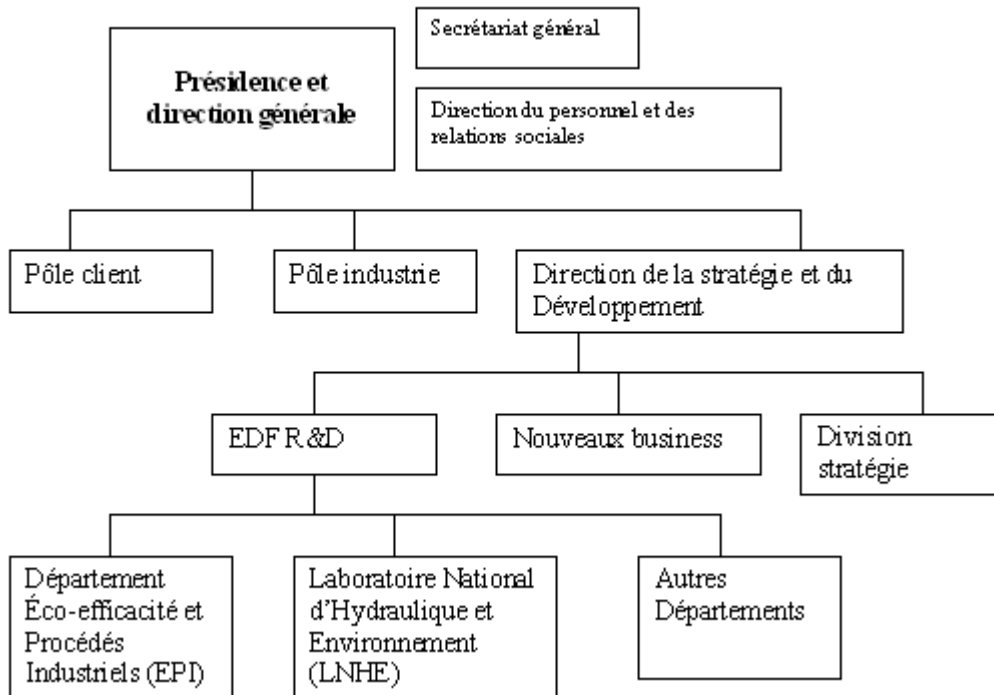 Secrétariat général
Présidence et
direction générale
Direction du personnel et des
relations sociales
Pôle client
Pôle industrie
Direction de la stratégie et du
Développement
EDF R&D
Nouveaux business
Division
stratégie
Département
Éco-efficacité et
Procédés
Industriels (EPI)
Laboratoire National
d'Hydraulique et
Environnement
(LNHE)
Autres
Départements